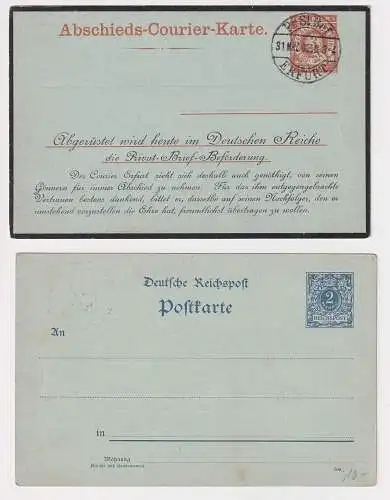 Abschieds-Courier-Karte.
ERFURT
Abgerüstet wird heute im Deutschen Reiche
die Privat-Brief-Beförderung.
Der Courier Erfurt zieht sich deshalb auch genöthigt, von seinen
Gönnern für immer Abschied zu nehmen. Für das ihm entgegengebrachte
Vertrauen bestens dankend, bittet er, dasselbe auf seinen Nachfolger, den er
umstehend vorzustellen die Ehre hat, freundlichst übertragen zu wollen.
Deutsche Reichspost
Postkarte
2
REICHSPOST
An
in
Wohnung